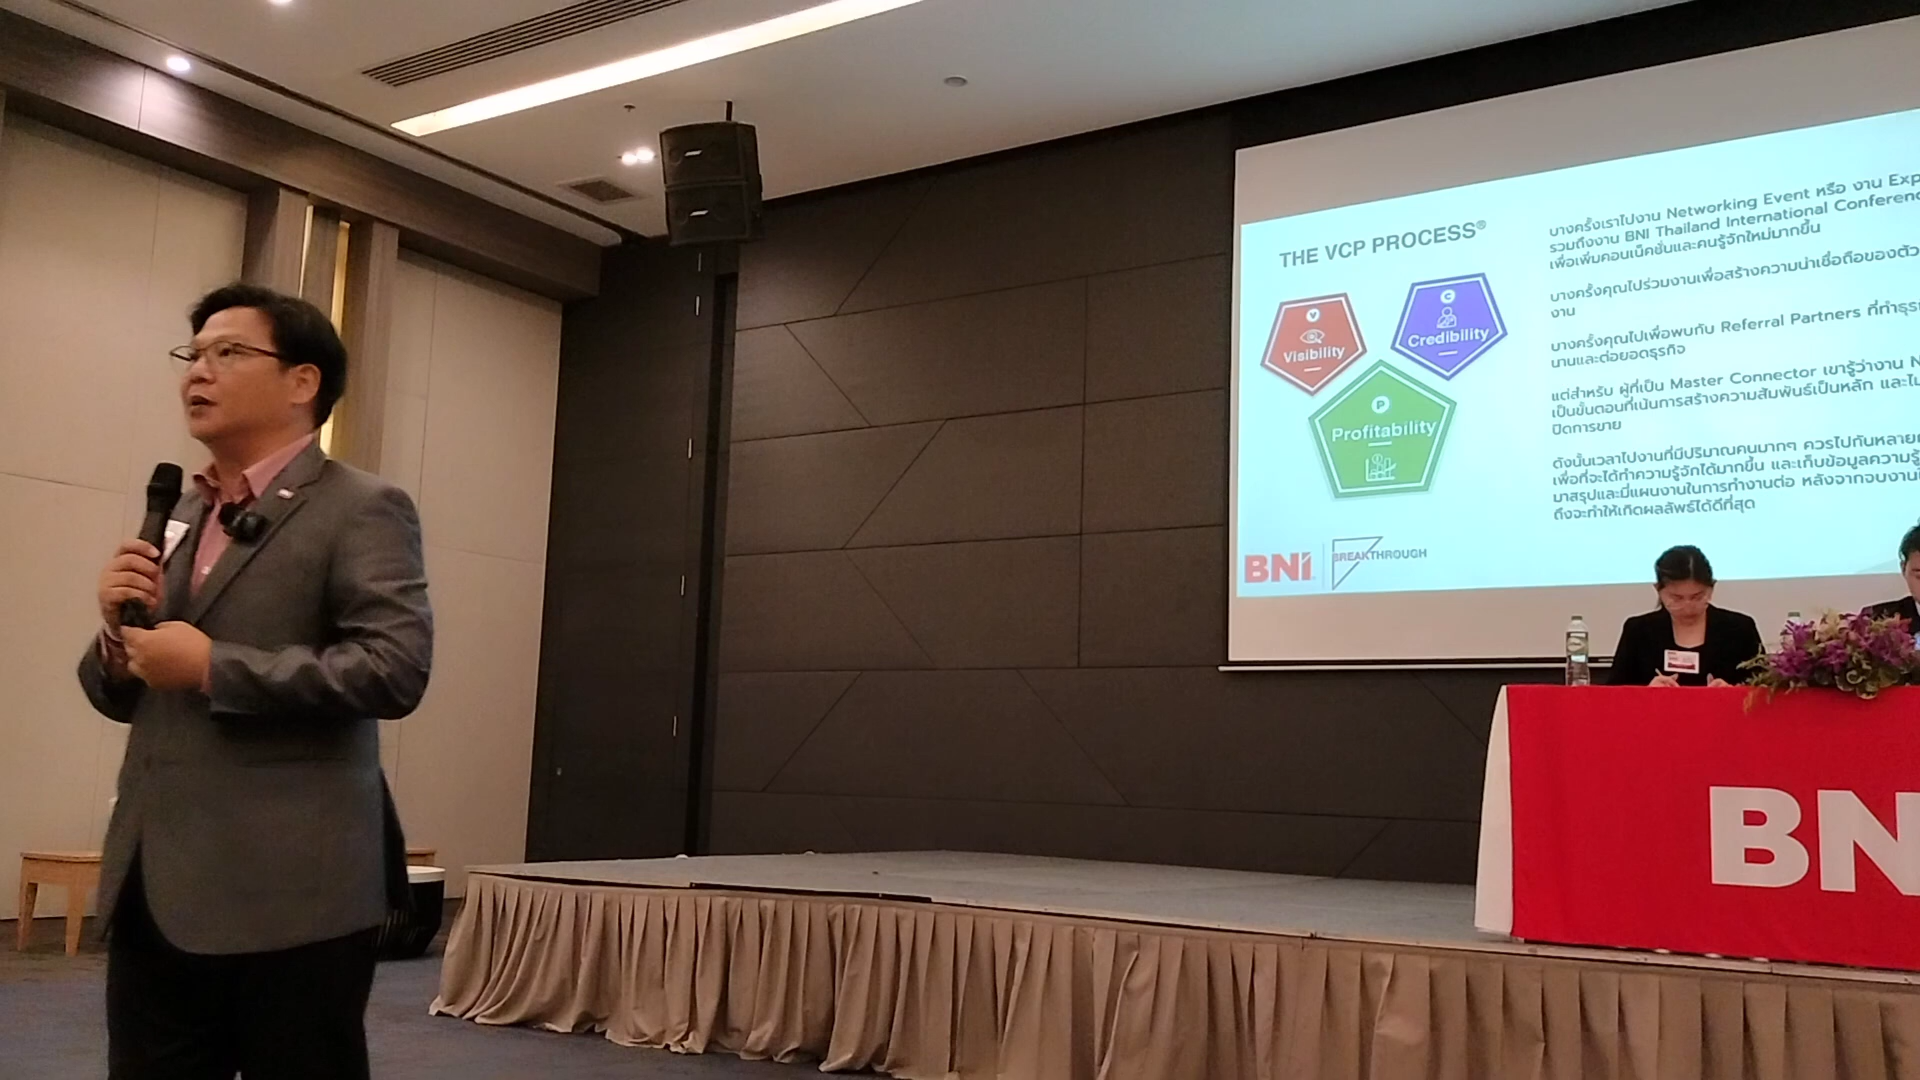 THE VCP PROCESS®
V
Visibility
C
Credibility
P
Profitability
บางครั้งเราไปงาน Networking Event หรือ งาน
รวมถึงงาน BNI Thailand International
เพื่อเพิ่มคอนเน็คชั่นและคนรู้จักใหม่มากขึ้น
บางครั้งคุณไปร่วมงานเพื่อสร้างความน่าเชื่อถือของตัว
งาน
บางครั้งคุณไปเพื่อพบกับ Referral Partners ที่
นานและต่อยอดธุรกิจ
แต่สำหรับ ผู้ที่เป็น Master Connector เขารู้ว่างาน
เป็นขั้นตอนที่เน้นการสร้างความสัมพันธ์เป็นหลัก และ
ปิดการขาย
ดังนั้นเวลาไปงานที่มีปริมาณคนมากๆ ควรไปกันหลาย
เพื่อที่จะได้ทำความรู้จักได้มากขึ้น และเก็บข้อมูลความรู้
มาสรุปและมีแผนงานในการทำงานต่อ หลังจากจบงาน
ถึงจะทำให้เกิดผลลัพธ์ได้ดีที่สุด
BNI
BREAKTHROUGH
BN